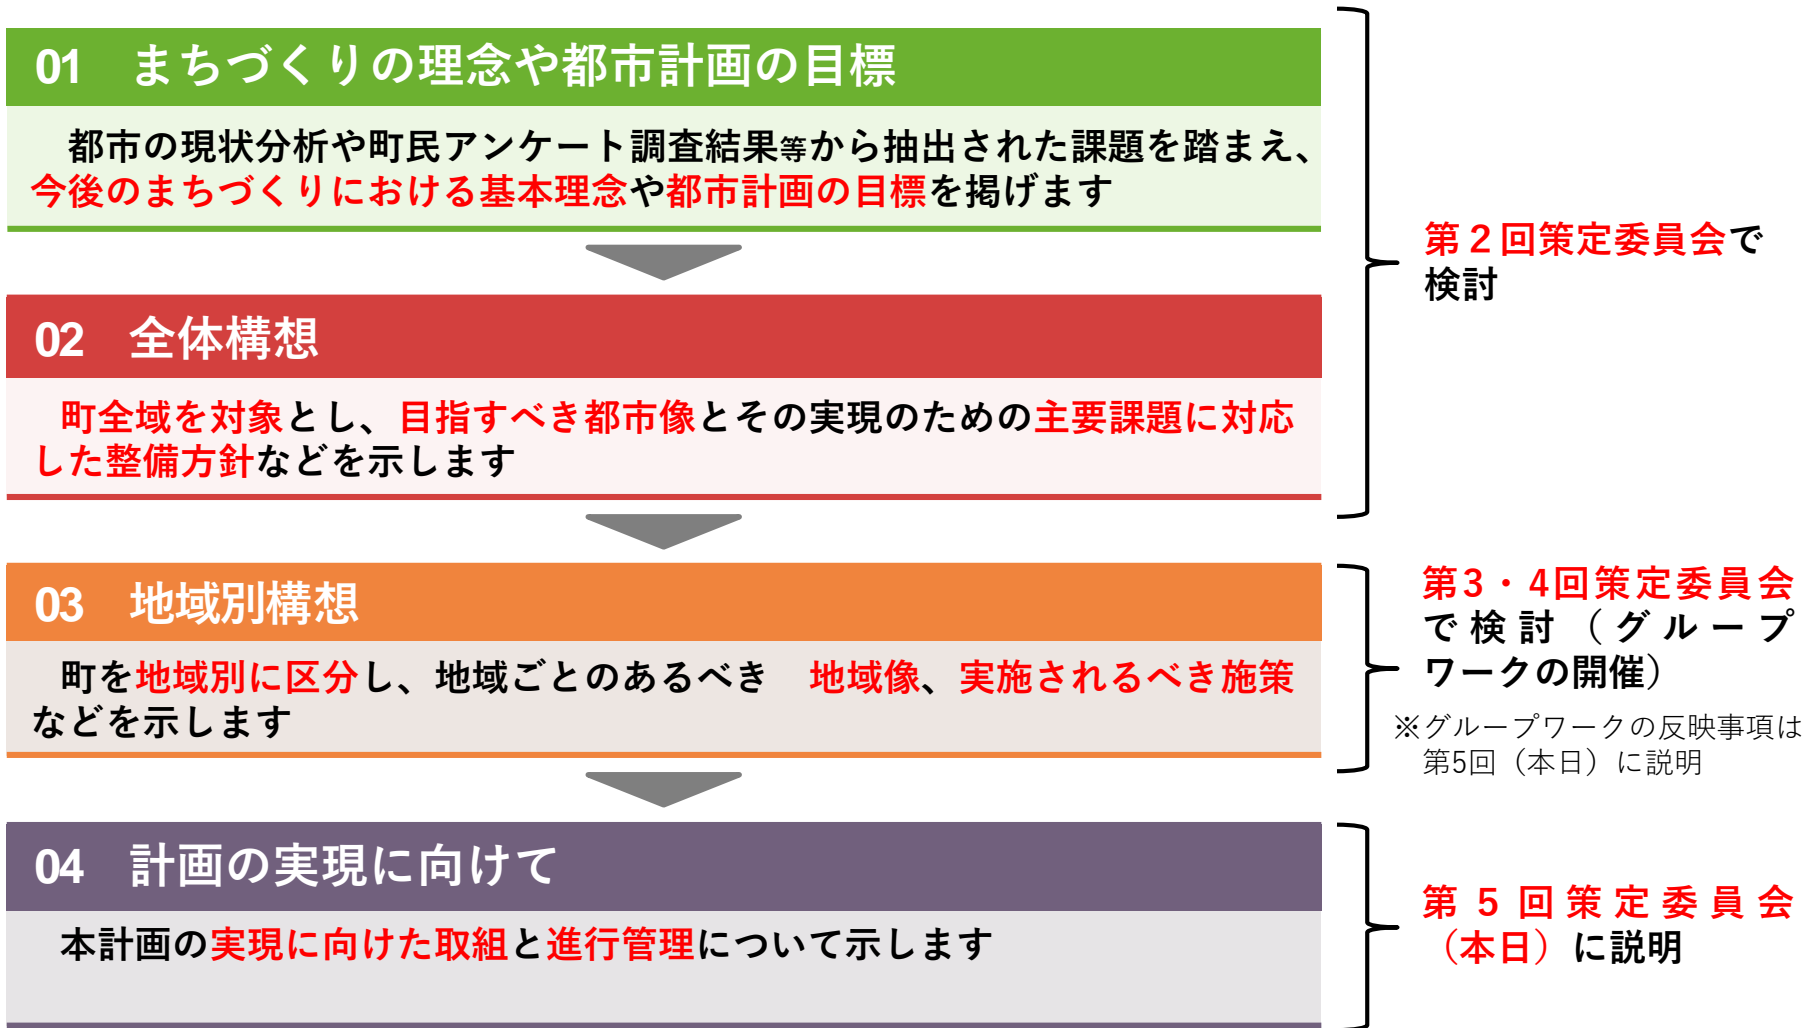 01 まちづくりの理念や都市計画の目標
都市の現状分析や町民アンケート調査結果等から抽出された課題を踏まえ、
今後のまちづくりにおける基本理念や都市計画の目標を掲げます
第２回策定委員会で
検討
02 全体構想
町全域を対象とし、目指すべき都市像とその実現のための主要課題に対応
した整備方針などを示します
03 地域別構想
町を地域別に区分し、地域ごとのあるべき　地域像、実施されるべき施策
などを示します
第3・4回策定委員会
で検討（グループ
ワークの開催）
※グループワークの反映事項は
第5回（本日）に説明
04 計画の実現に向けて
本計画の実現に向けた取組と進行管理について示します
第5回策定委員会
（本日）に説明